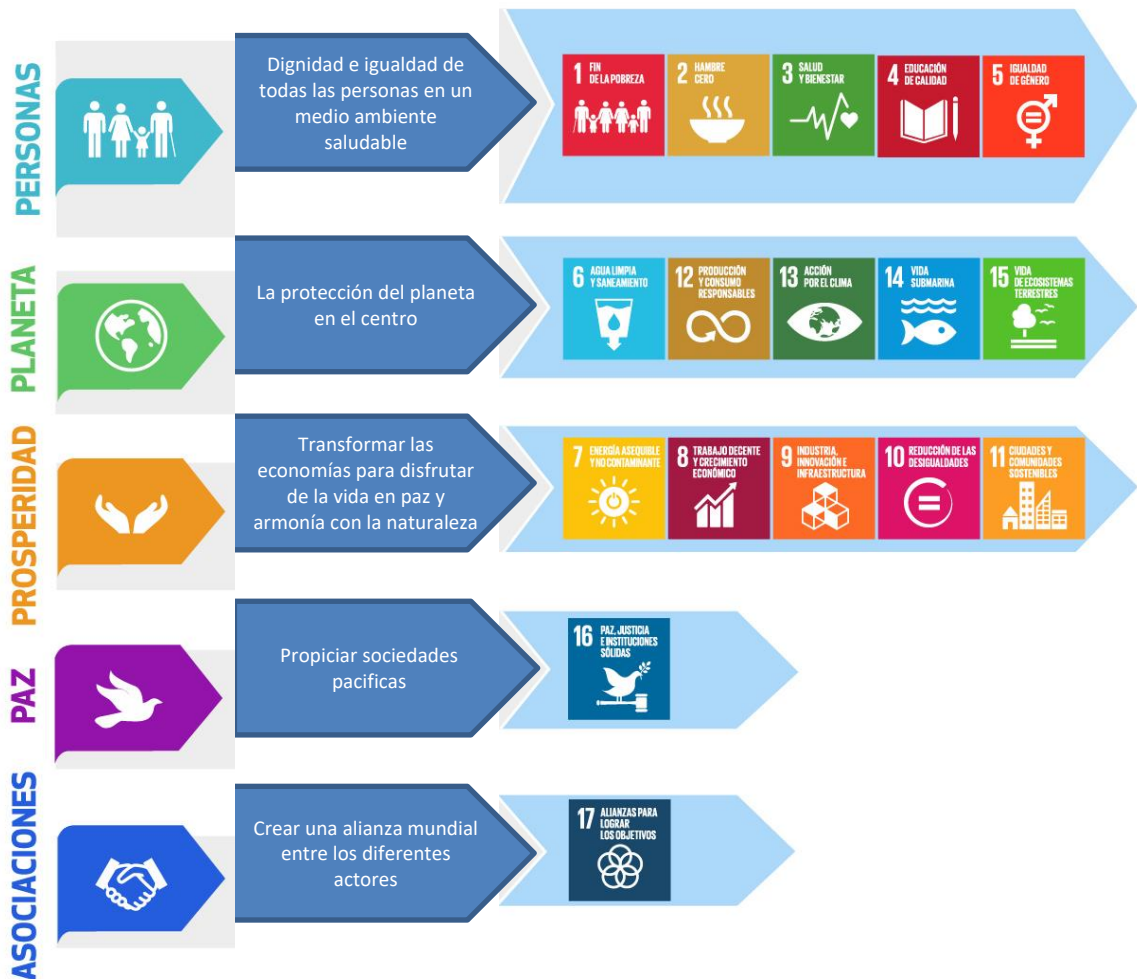 PERSONAS
Dignidad e igualdad de
todas las personas en un
medio ambiente
saludable
1 FIN
DE LA POBREZA
2 HAMBRE
CERO
3 SALUD
Y BIENESTAR
4 EDUCACIÓN
DE CALIDAD
5 IGUALDAD
DE GÉNERO
PLANETA
La protección del planeta
en el centro
6 AGUA LIMPIA
Y SANEAMIENTO
12 PRODUCCIÓN
Y CONSUMO
RESPONSABLES
13 ACCIÓN
POR EL CLIMA
14 VIDA
SUBMARINA
15 VIDA
DE ECOSISTEMAS
TERRESTRES
PROSPERIDAD
Transformar las
economías para disfrutar
de la vida en paz y
armonía con la naturaleza
7 ENERGÍA ASEQUIBLE
Y NO CONTAMINANTE
8 TRABAJO DECENTE
Y CRECIMIENTO
ECONÓMICO
9 INDUSTRIA,
INNOVACIÓN E
INFRAESTRUCTURA
10 REDUCCIÓN DE LAS
DESIGUALDADES
11 CIUDADES Y
COMUNIDADES
SOSTENIBLES
PAZ
Propiciar sociedades
pacificas
16 PAZ, JUSTICIA
E INSTITUCIONES
SÓLIDAS
ASOCIACIONES
Crear una alianza mundial
entre los diferentes
actores
17 ALIANZAS PARA
LOGRAR
LOS OBJETIVOS